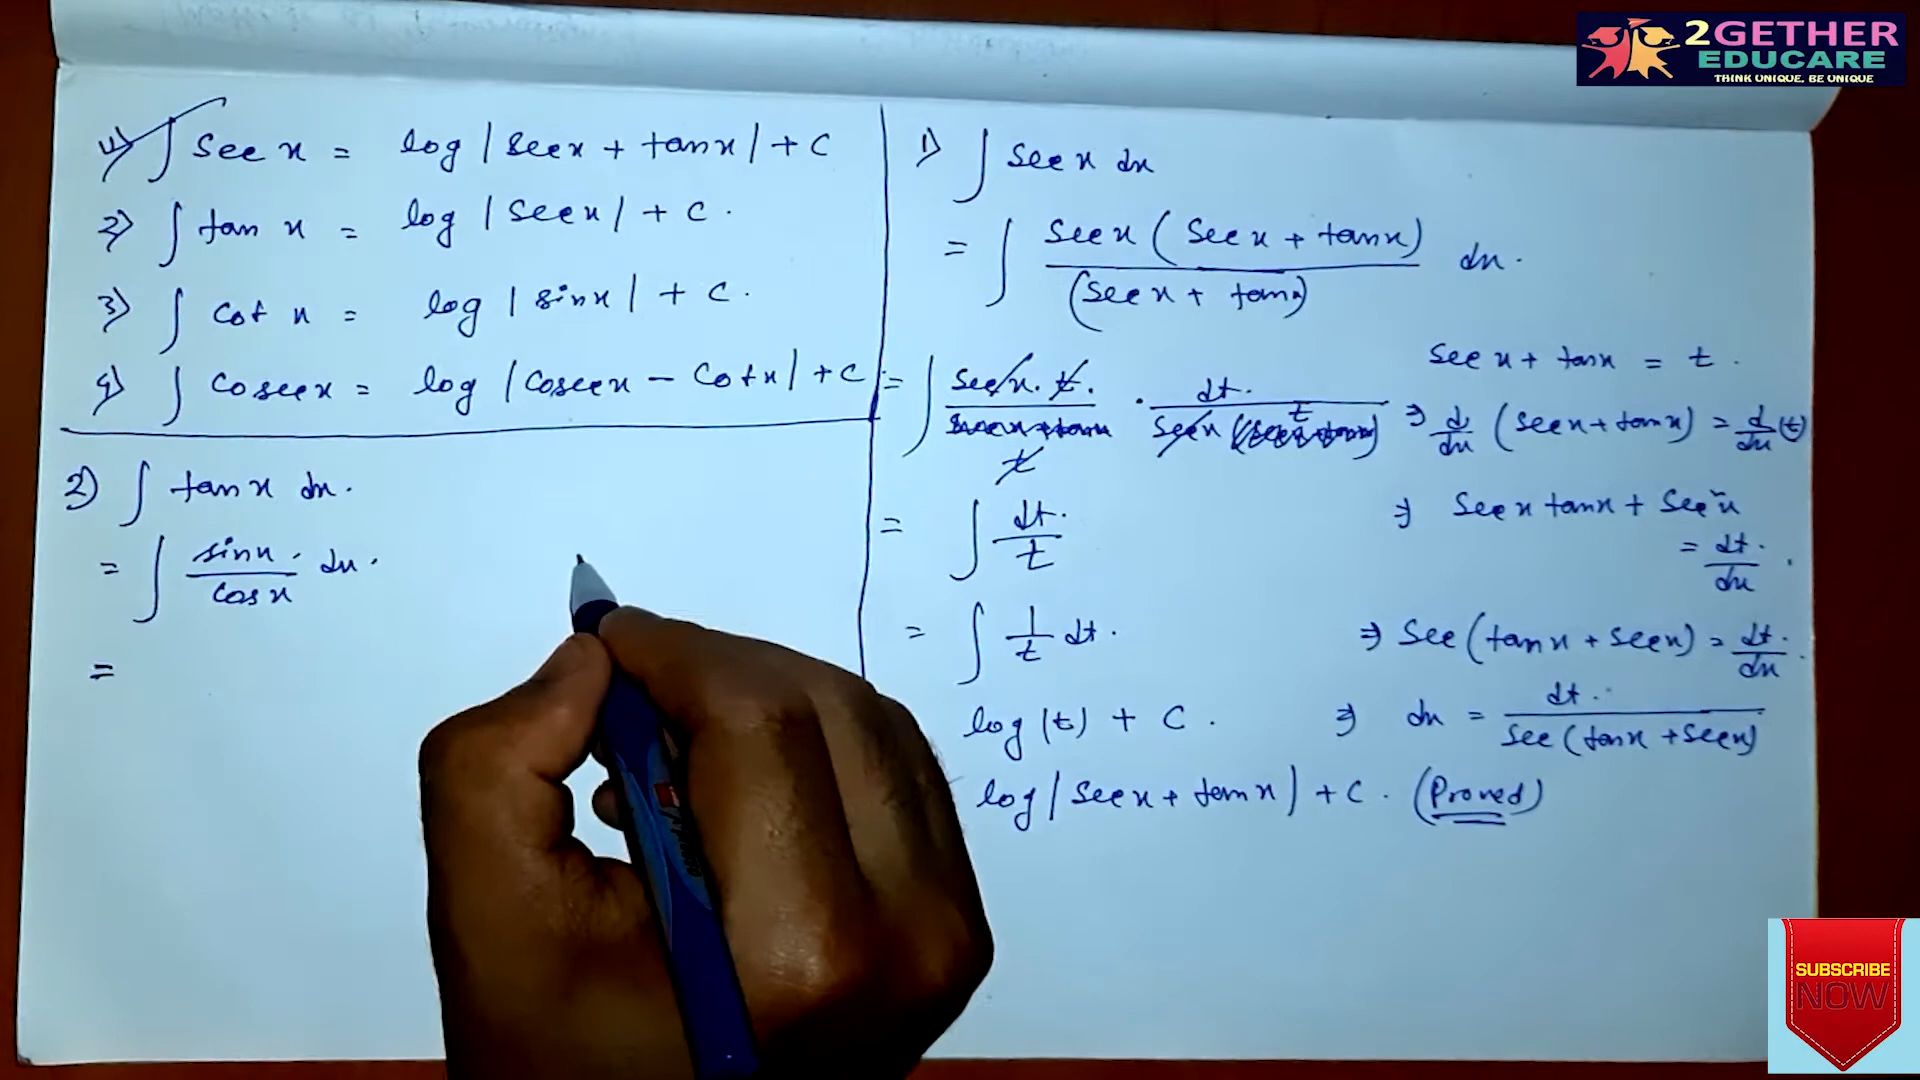 1) ∫ Sec x = log |Sec x + tan x| + C
2) ∫ tan x = log |Sec x| + C.
3) ∫ Cot x = log |sin x| + C.
4) ∫ Cosec x = log |Cosec x - Cot x| + C
2) ∫ tan x dx.
= ∫ sin x / cos x . dx.
=
1) ∫ Sec x dx
= ∫ Sec x (Sec x + tan x) / (Sec x + tan x) dx.
= ∫ Sec x . t . / t . dt. / Sec x t
= ∫ dt. / t
= ∫ 1/t dt.
log |t| + C.
log |Sec x + tan x| + C. (Proved)
Sec x + tan x = t.
⇒ d/dx (Sec x + tan x) = d/dx (t)
⇒ Sec x tan x + Sec²x
= dt. / dx.
⇒ Sec (tan x + Sec x) = dt. / dx.
⇒ dx = dt.. / Sec (tan x + Sec x)
2GETHER
EDUCARE
THINK UNIQUE, BE UNIQUE
SUBSCRIBE
NOW